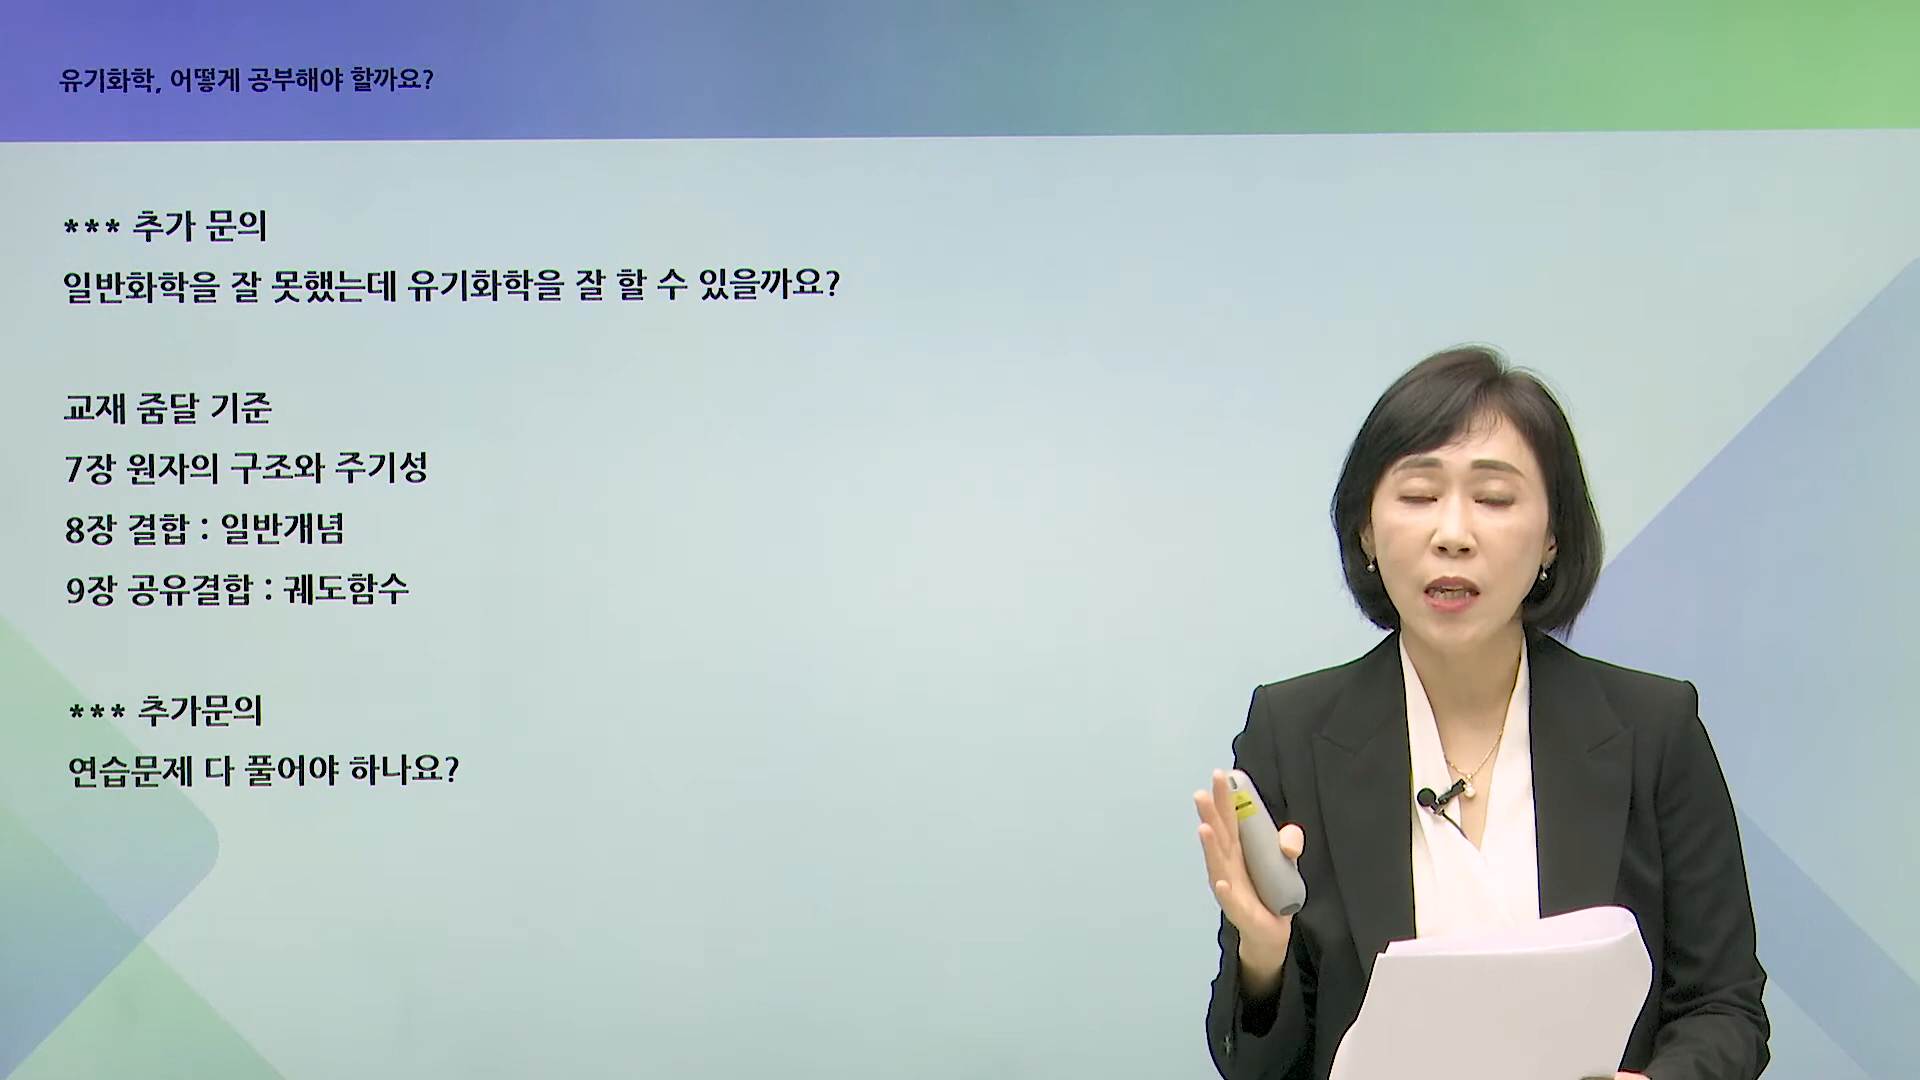 유기화학, 어떻게 공부해야 할까요?
*** 추가 문의
일반화학을 잘 못했는데 유기화학을 잘 할 수 있을까요?
교재 줌달 기준
7장 원자의 구조와 주기성
8장 결합 : 일반개념
9장 공유결합 : 궤도함수
*** 추가문의
연습문제 다 풀어야 하나요?